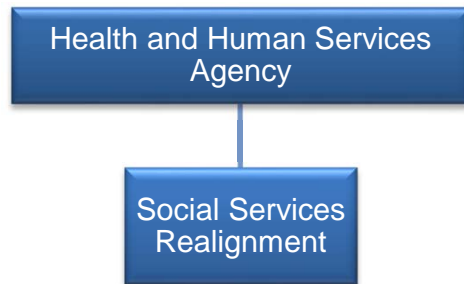 Health and Human Services
Agency
Social Services
Realignment